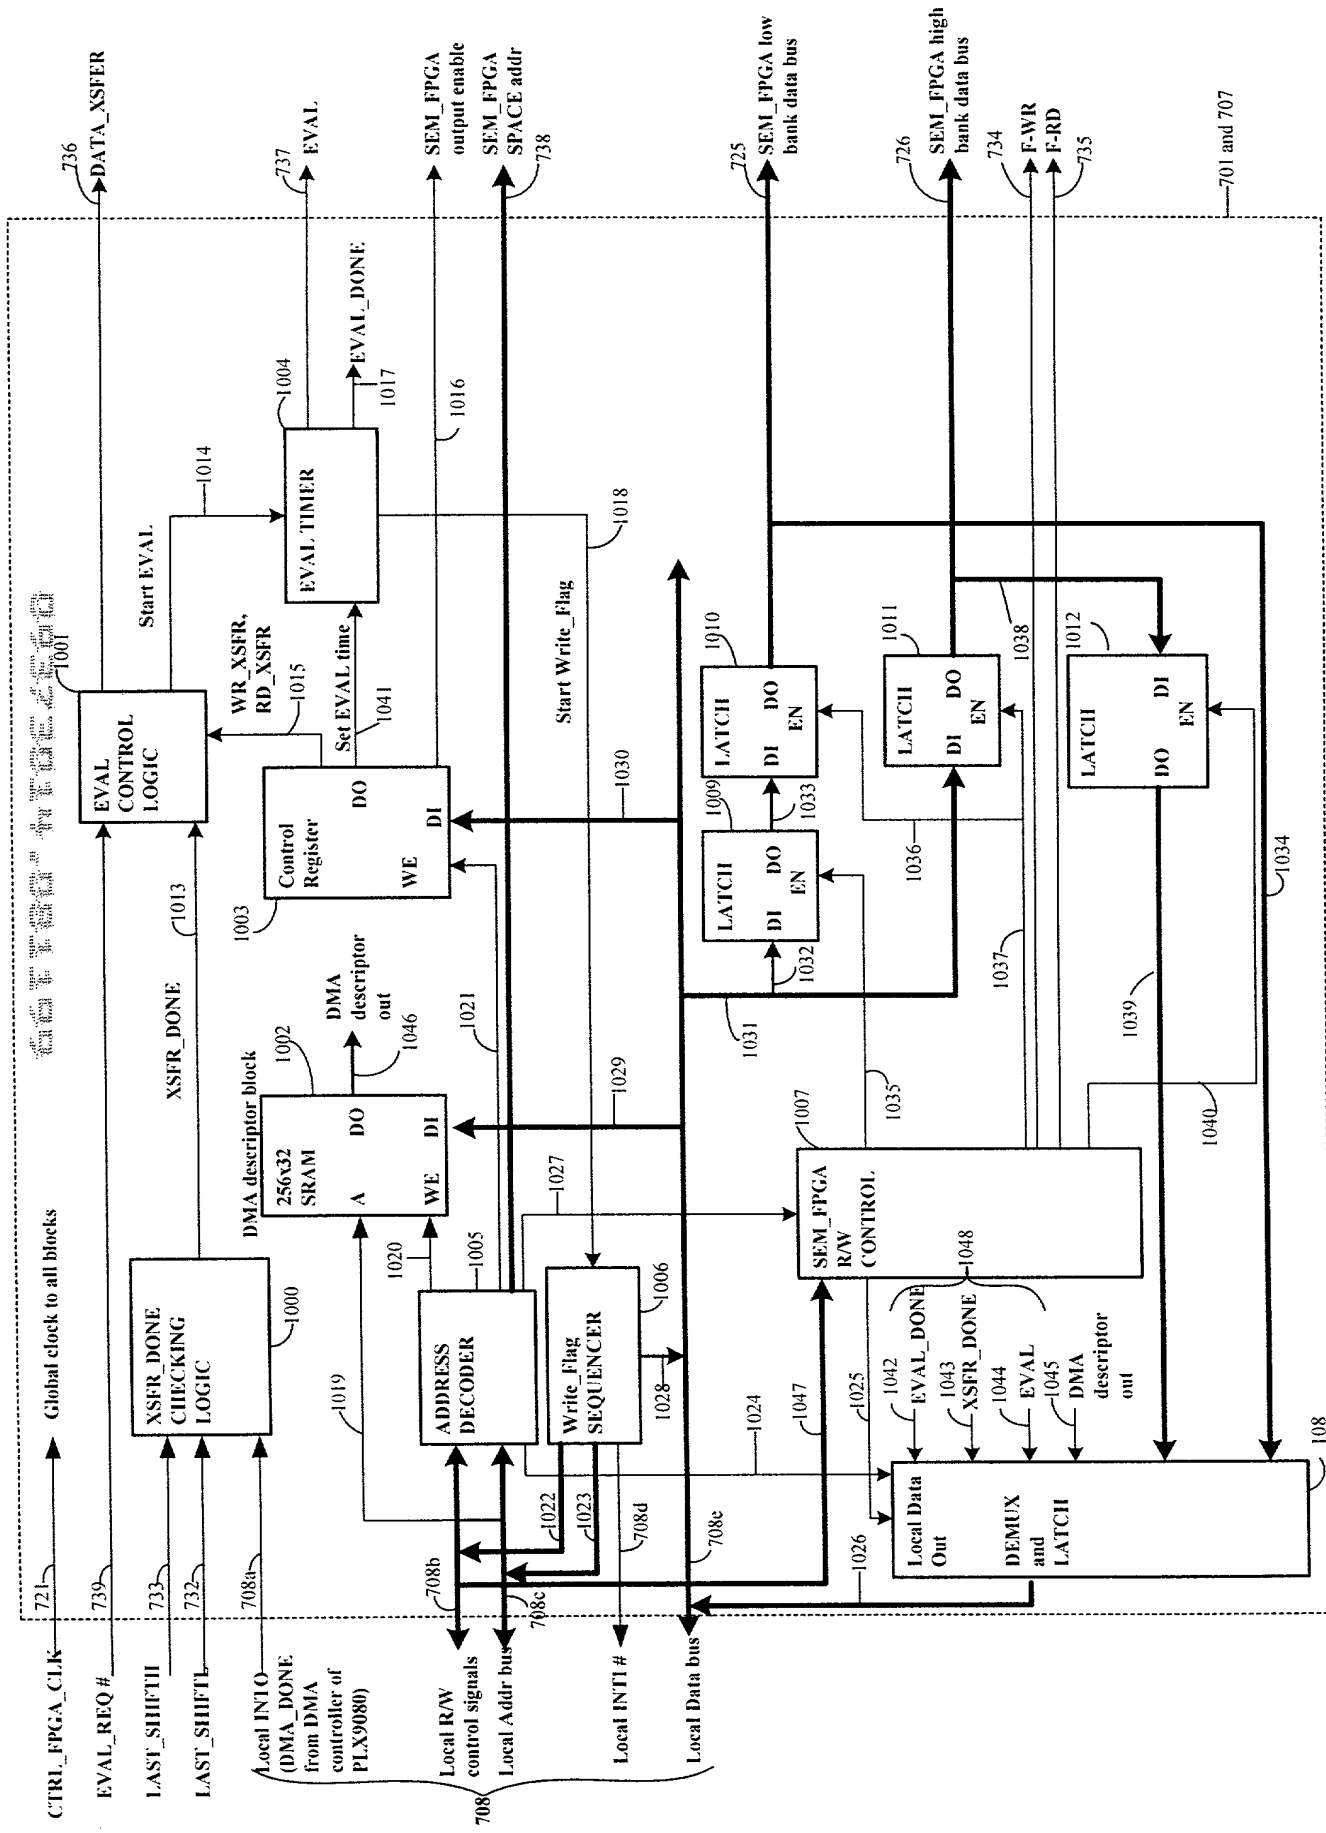 CTRL_FPGA_CLK
721
Global clock to all blocks
EVAL_REQ #
739
LAST_SHIFTH
733
LAST_SHIFTL
732
Local INTO
(DMA_DONE
from DMA
controller of
PLX9080)
708a
XSFR_DONE
CHECKING
LOGIC
1000
XSFR_DONE
1013
EVAL
CONTROL
LOGIC
1001
736
DATA_XSFER
Start EVAL
1014
WR_XSFR,
RD_XSFR
1015
EVAL TIMER
1004
737
EVAL
EVAL_DONE
1017
DMA descriptor block
256x32
SRAM
A
DO
WE
DI
1002
DMA
descriptor
out
1046
Control
Register
DO
WE
DI
1003
Set EVAL time
1041
SEM_FPGA
output enable
1016
SEM_FPGA
SPACE addr
738
1019
1020
ADDRESS
DECODER
1005
1021
1027
Local R/W
control signals
708b
Local Addr bus
708c
708
Write_Flag
SEQUENCER
1006
1022
1023
708d
Local INT1 #
1028
1024
1029
1030
Start Write_Flag
1018
Local Data bus
708e
1026
1047
1025
SEM_FPGA
R/W
CONTROL
1007
1048
1031
1032
LATCH
DI
DO
EN
1009
1033
LATCH
DI
DO
EN
1010
725
SEM_FPGA low
bank data bus
LATCH
DI
DO
EN
1011
726
SEM_FPGA high
bank data bus
1035
1036
1037
1038
734
F-WR
F-RD
735
LATCH
DO
DI
EN
1012
1039
1040
1034
1042
EVAL_DONE
1043
XSFR_DONE
1044
EVAL
1045
DMA
descriptor
out
Local Data
Out
DEMUX
and
LATCH
108
701 and 707